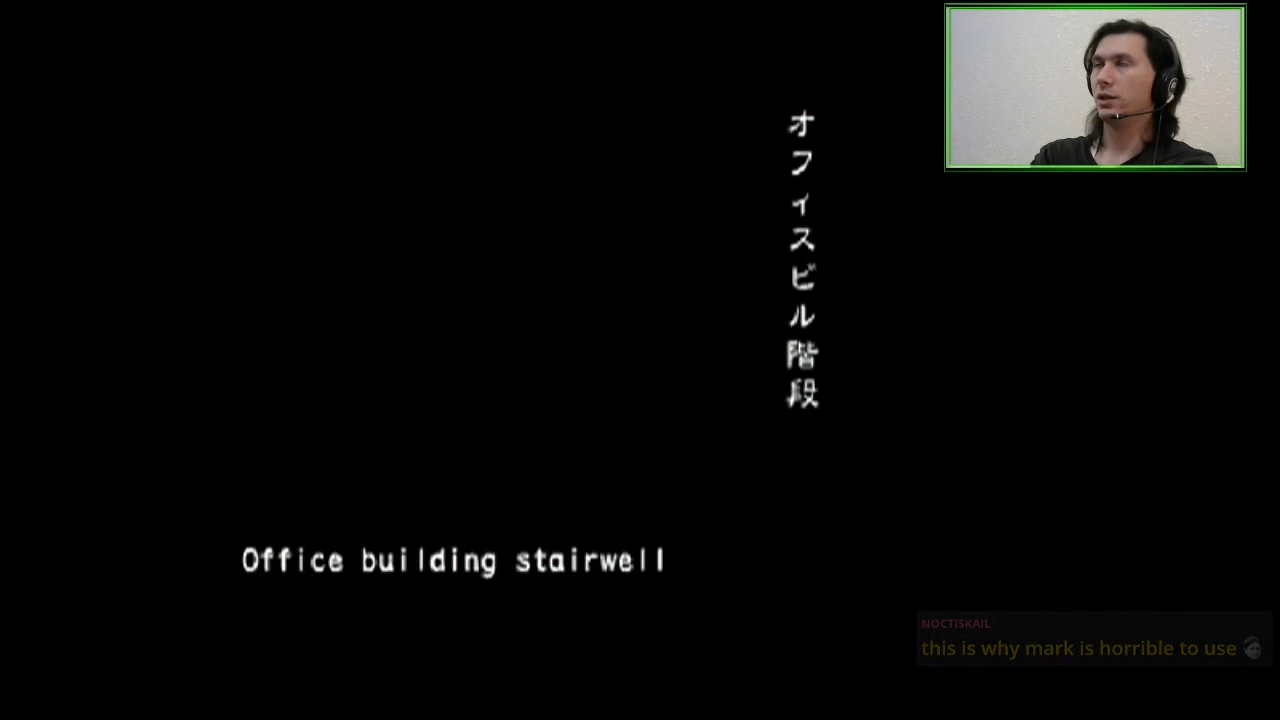 オフィスビル階段
Office building stairwell
NOCTISKAIL
this is why mark is horrible to use